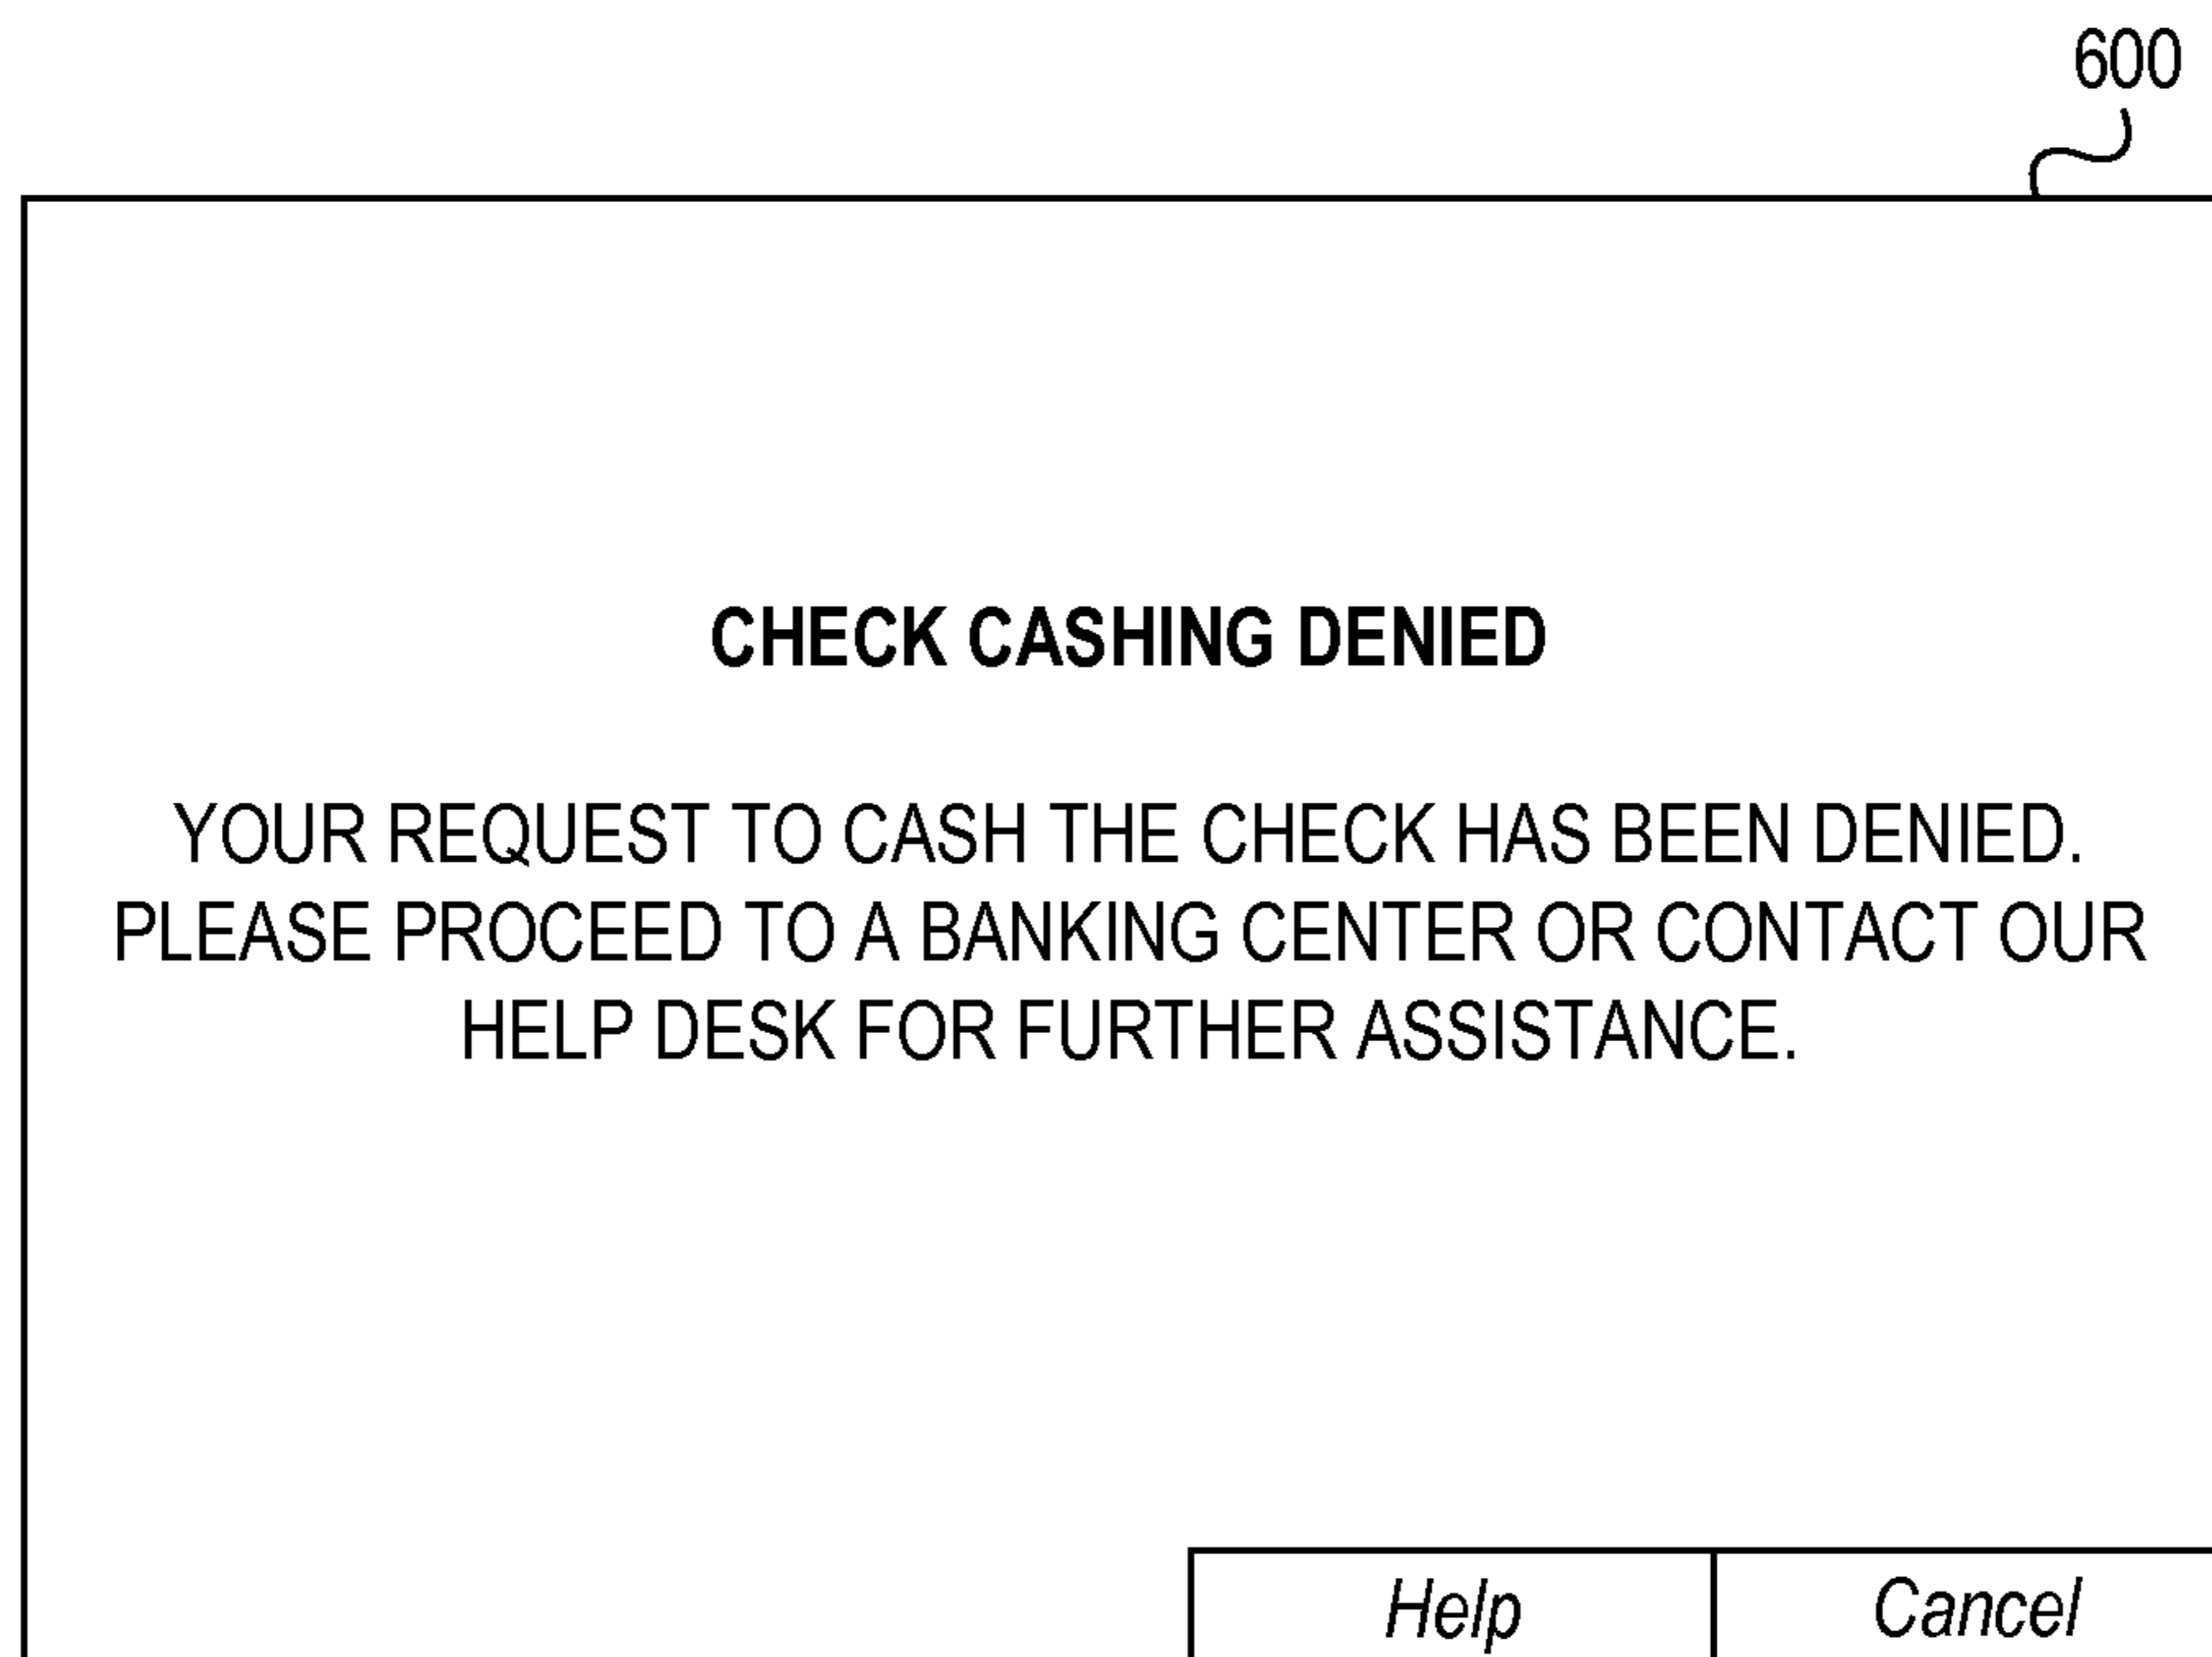 600
CHECK CASHING DENIED
YOUR REQUEST TO CASH THE CHECK HAS BEEN DENIED.
PLEASE PROCEED TO A BANKING CENTER OR CONTACT OUR
HELP DESK FOR FURTHER ASSISTANCE.
Help Cancel